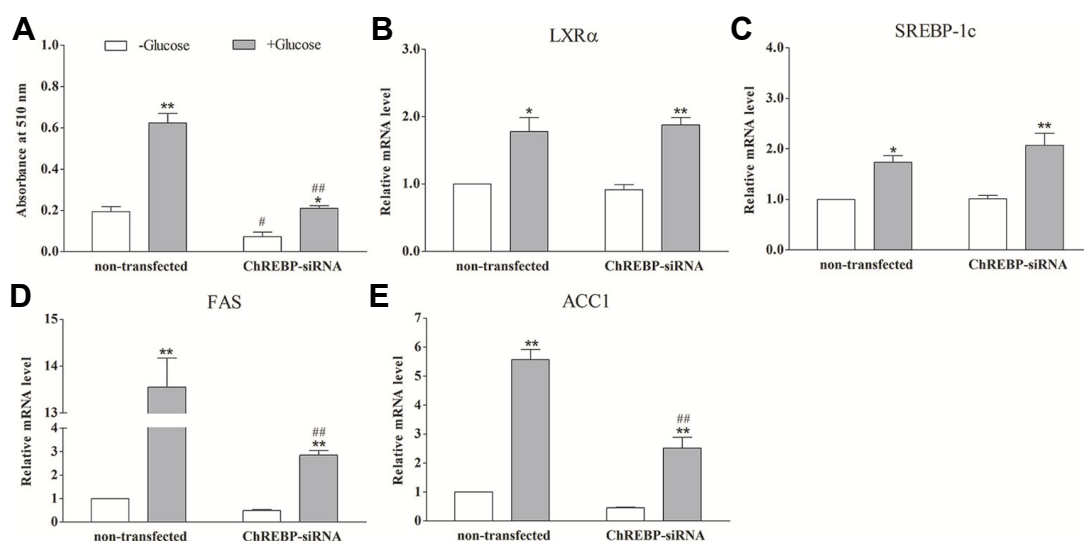 A
-Glucose
+Glucose
Absorbance at 510 nm
1.0
0.8
0.6
0.4
0.2
0.0
**
#
##
*
non-transfected
ChREBP-siRNA
B
LXRα
Relative mRNA level
3.0
2.0
1.0
0.0
*
**
non-transfected
ChREBP-siRNA
C
SREBP-1c
Relative mRNA level
4.0
3.0
2.0
1.0
0.0
*
**
non-transfected
ChREBP-siRNA
D
FAS
Relative mRNA level
15
14
13
4
3
2
1
0
**
##
**
non-transfected
ChREBP-siRNA
E
ACC1
Relative mRNA level
7
6
5
4
3
2
1
0
**
##
**
non-transfected
ChREBP-siRNA